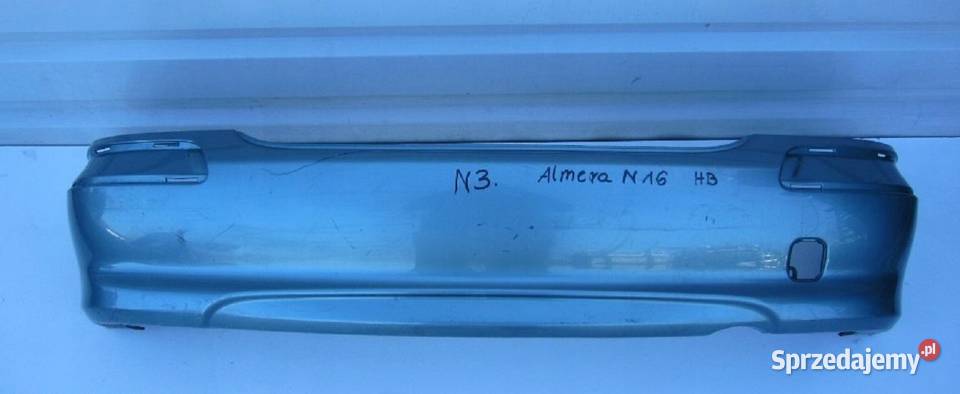 N3. Almera N16 HB
Sprzedajemy.pl